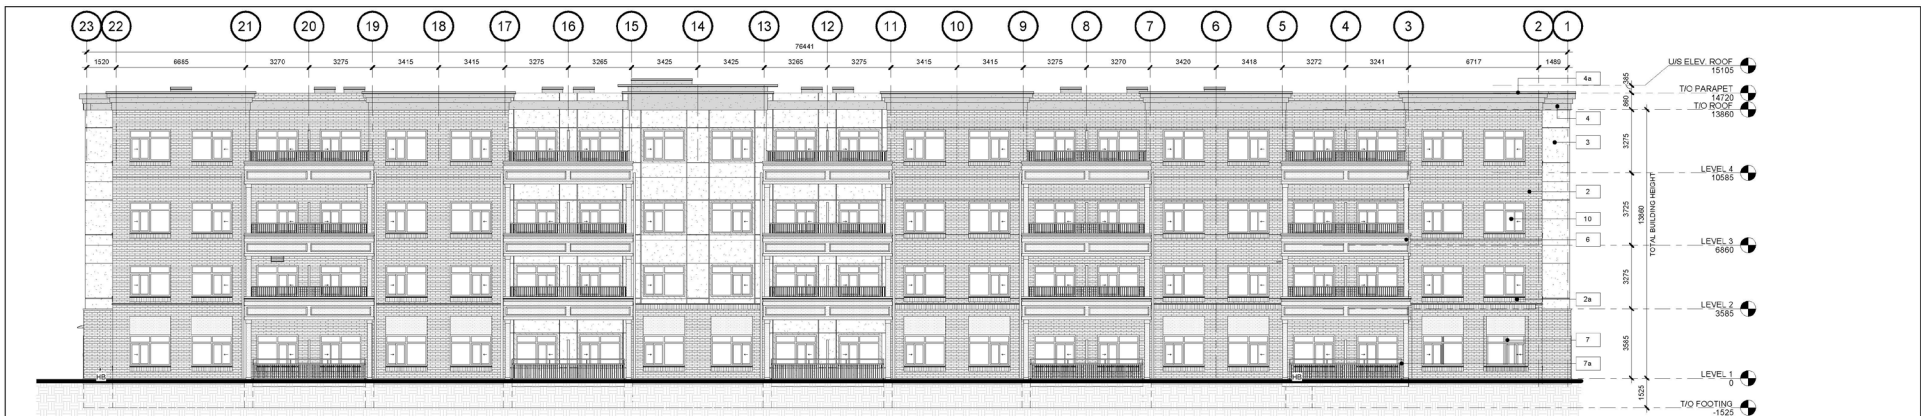 23 22 21 20 19 18 17 16 15 14 13 12 11 10 9 8 7 6 5 4 3 2 1
76441
1520 6685 3270 3275 3415 3415 3275 3265 3425 3425 3265 3275 3415 3415 3275 3270 3420 3418 3272 3241 6717 1489
U/S ELEV. ROOF
15105
385
4a
T/O PARAPET
14720
860
T/O ROOF
13860
4
3
3275
LEVEL 4
10585
2
3725
13860
TOTAL BUILDING HEIGHT
10
6
LEVEL 3
6860
3275
2a
LEVEL 2
3585
7
3585
7a
HB
HB
LEVEL 1
0
1525
T/O FOOTING
-1525